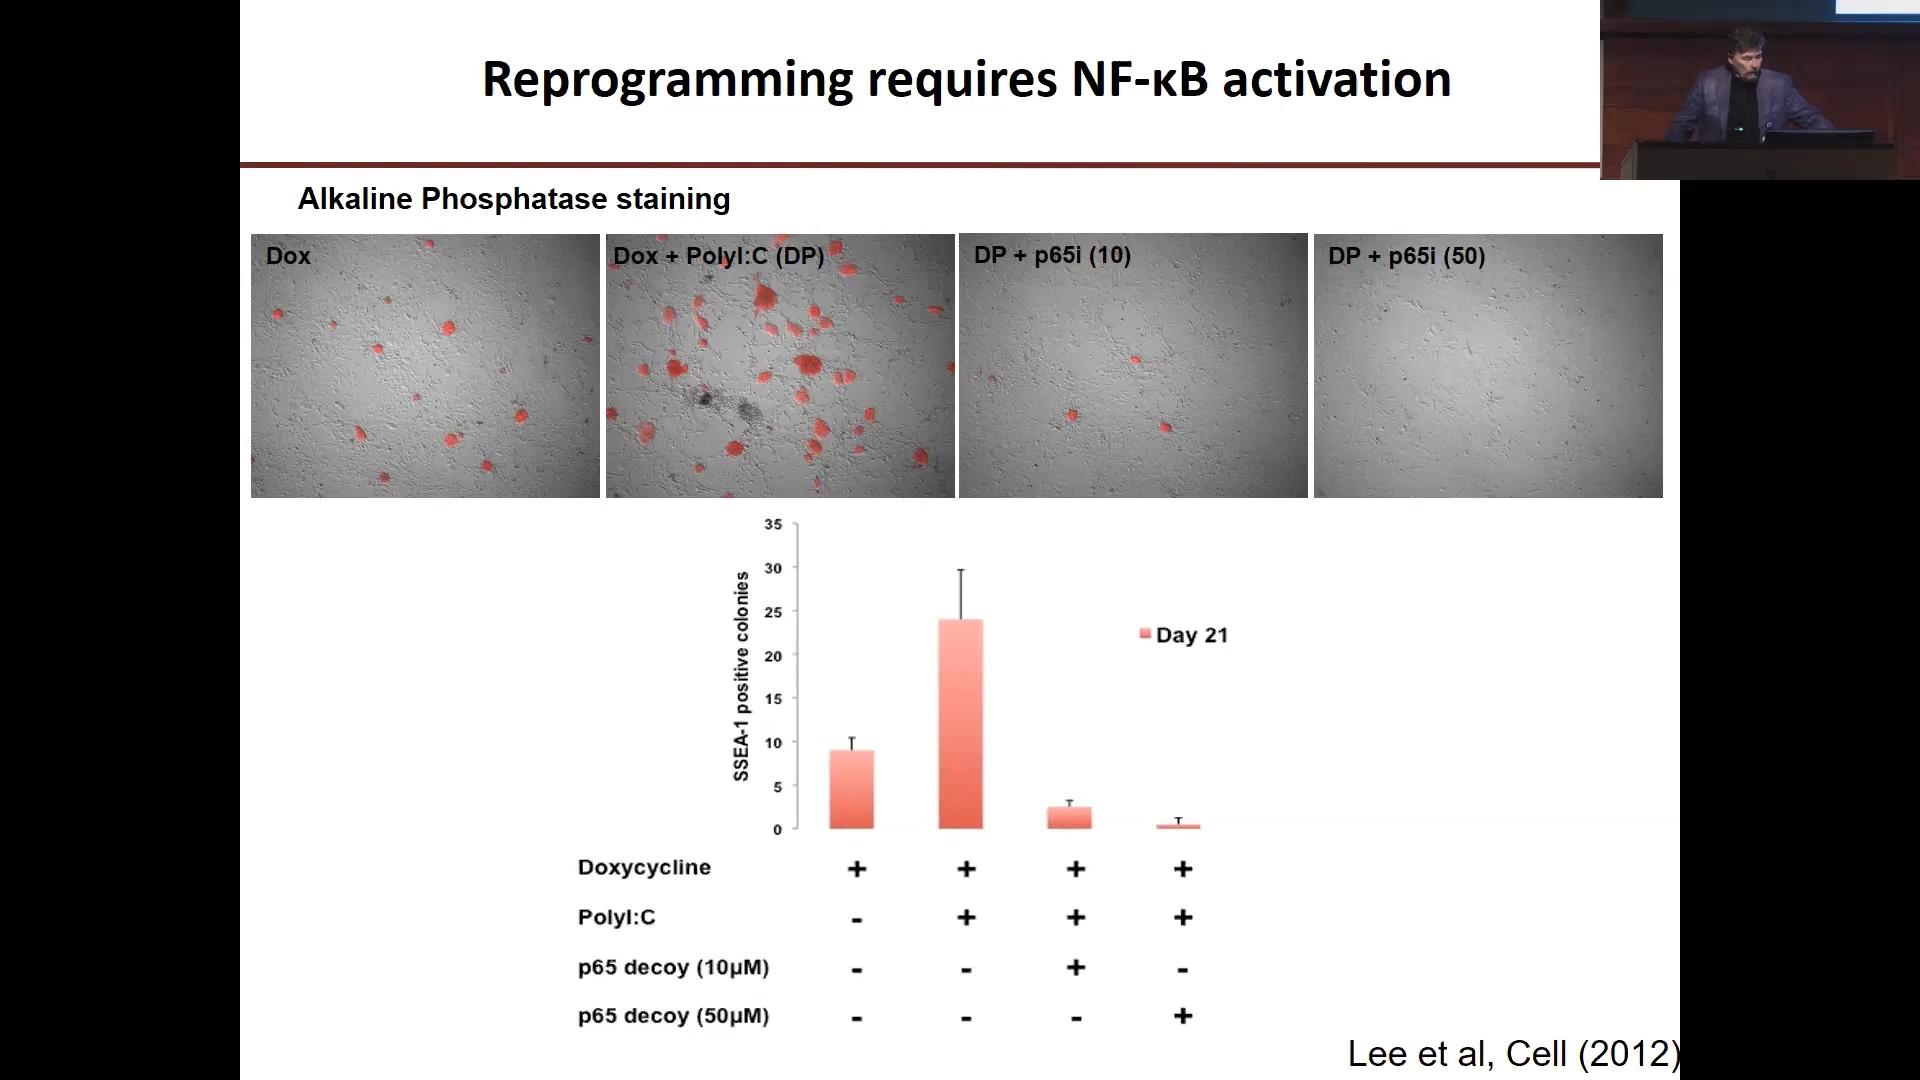 Reprogramming requires NF-κB activation
Alkaline Phosphatase staining
Dox
Dox + PolyI:C (DP)
DP + p65i (10)
DP + p65i (50)
SSEA-1 positive colonies
35
30
25
20
15
10
5
0
Day 21
Doxycycline + + + +
PolyI:C - + + +
p65 decoy (10µM) - - + -
p65 decoy (50µM) - - - +
Lee et al, Cell (2012)